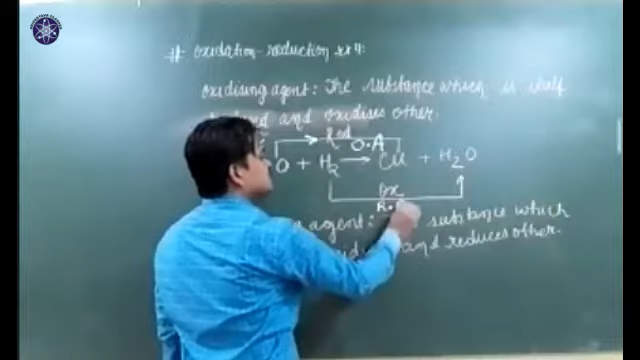 # Oxidation-Reduction rxn:
Oxidising agent: The substance which is itself
and oxidises other.
Red
O.A
O + H2 → Cu + H2O
Ox
R.
agent: substance which
and reduces other.